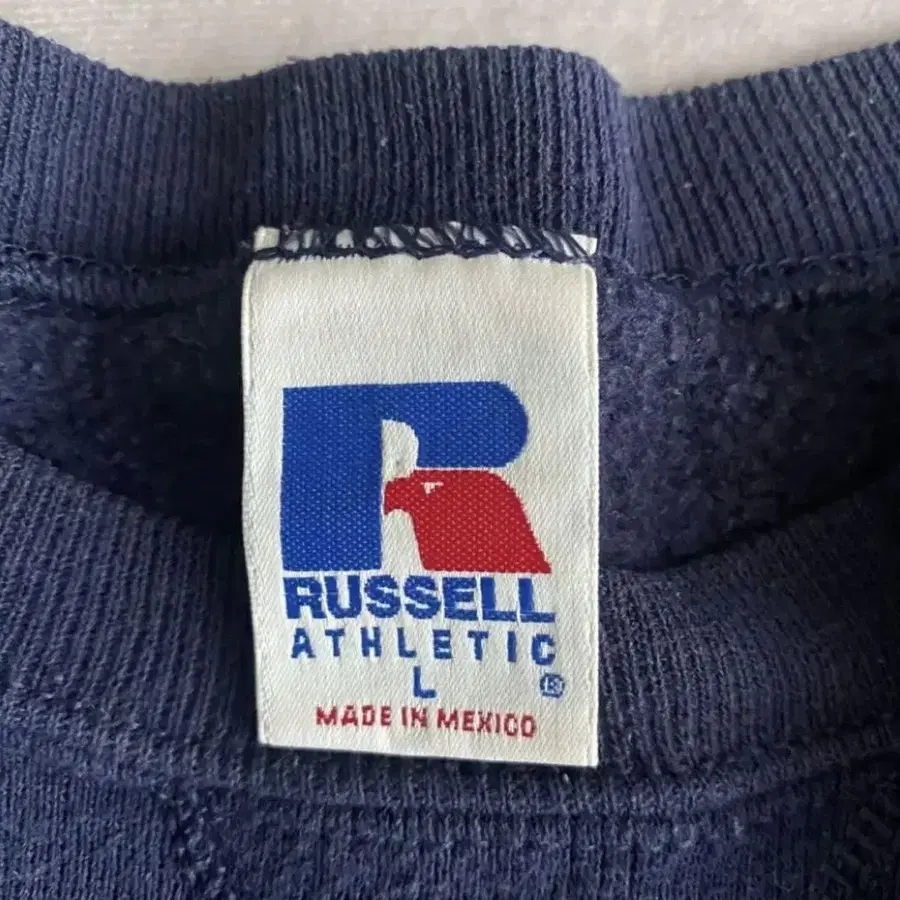 RUSSELL
ATHLETIC
L ®
MADE IN MEXICO